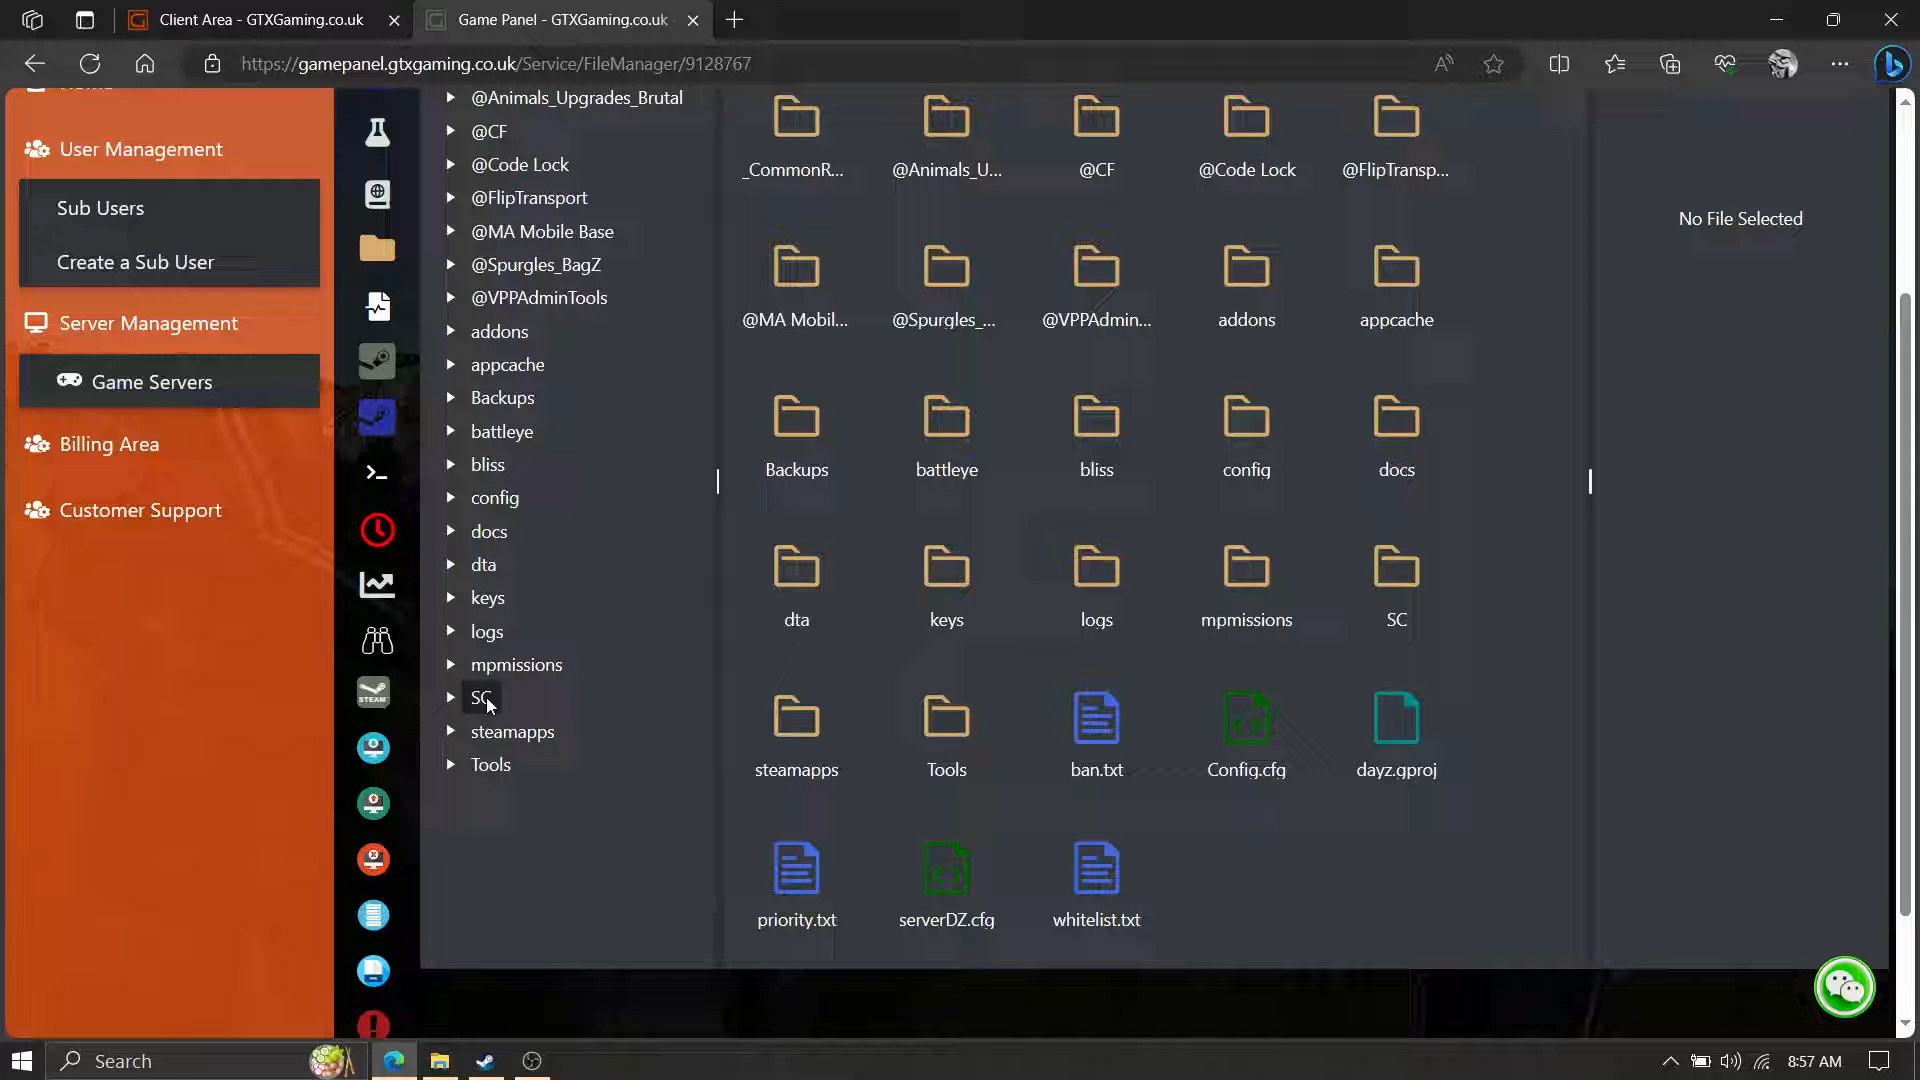 Client Area - GTXGaming.co.uk
Game Panel - GTXGaming.co.uk
https://gamepanel.gtxgaming.co.uk/Service/FileManager/9128767
User Management
Sub Users
Create a Sub User
Server Management
Game Servers
Billing Area
Customer Support
STEAM
@Animals_Upgrades_Brutal
@CF
@Code Lock
@FlipTransport
@MA Mobile Base
@Spurgles_BagZ
@VPPAdminTools
addons
appcache
Backups
battleye
bliss
config
docs
dta
keys
logs
mpmissions
SC
steamapps
Tools
_CommonR... @Animals_U... @CF @Code Lock @FlipTransp...
@MA Mobil... @Spurgles_... @VPPAdmin... addons appcache
Backups battleye bliss config docs
dta keys logs mpmissions SC
steamapps Tools ban.txt Config.cfg dayz.gproj
priority.txt serverDZ.cfg whitelist.txt
No File Selected
Search
8:57 AM